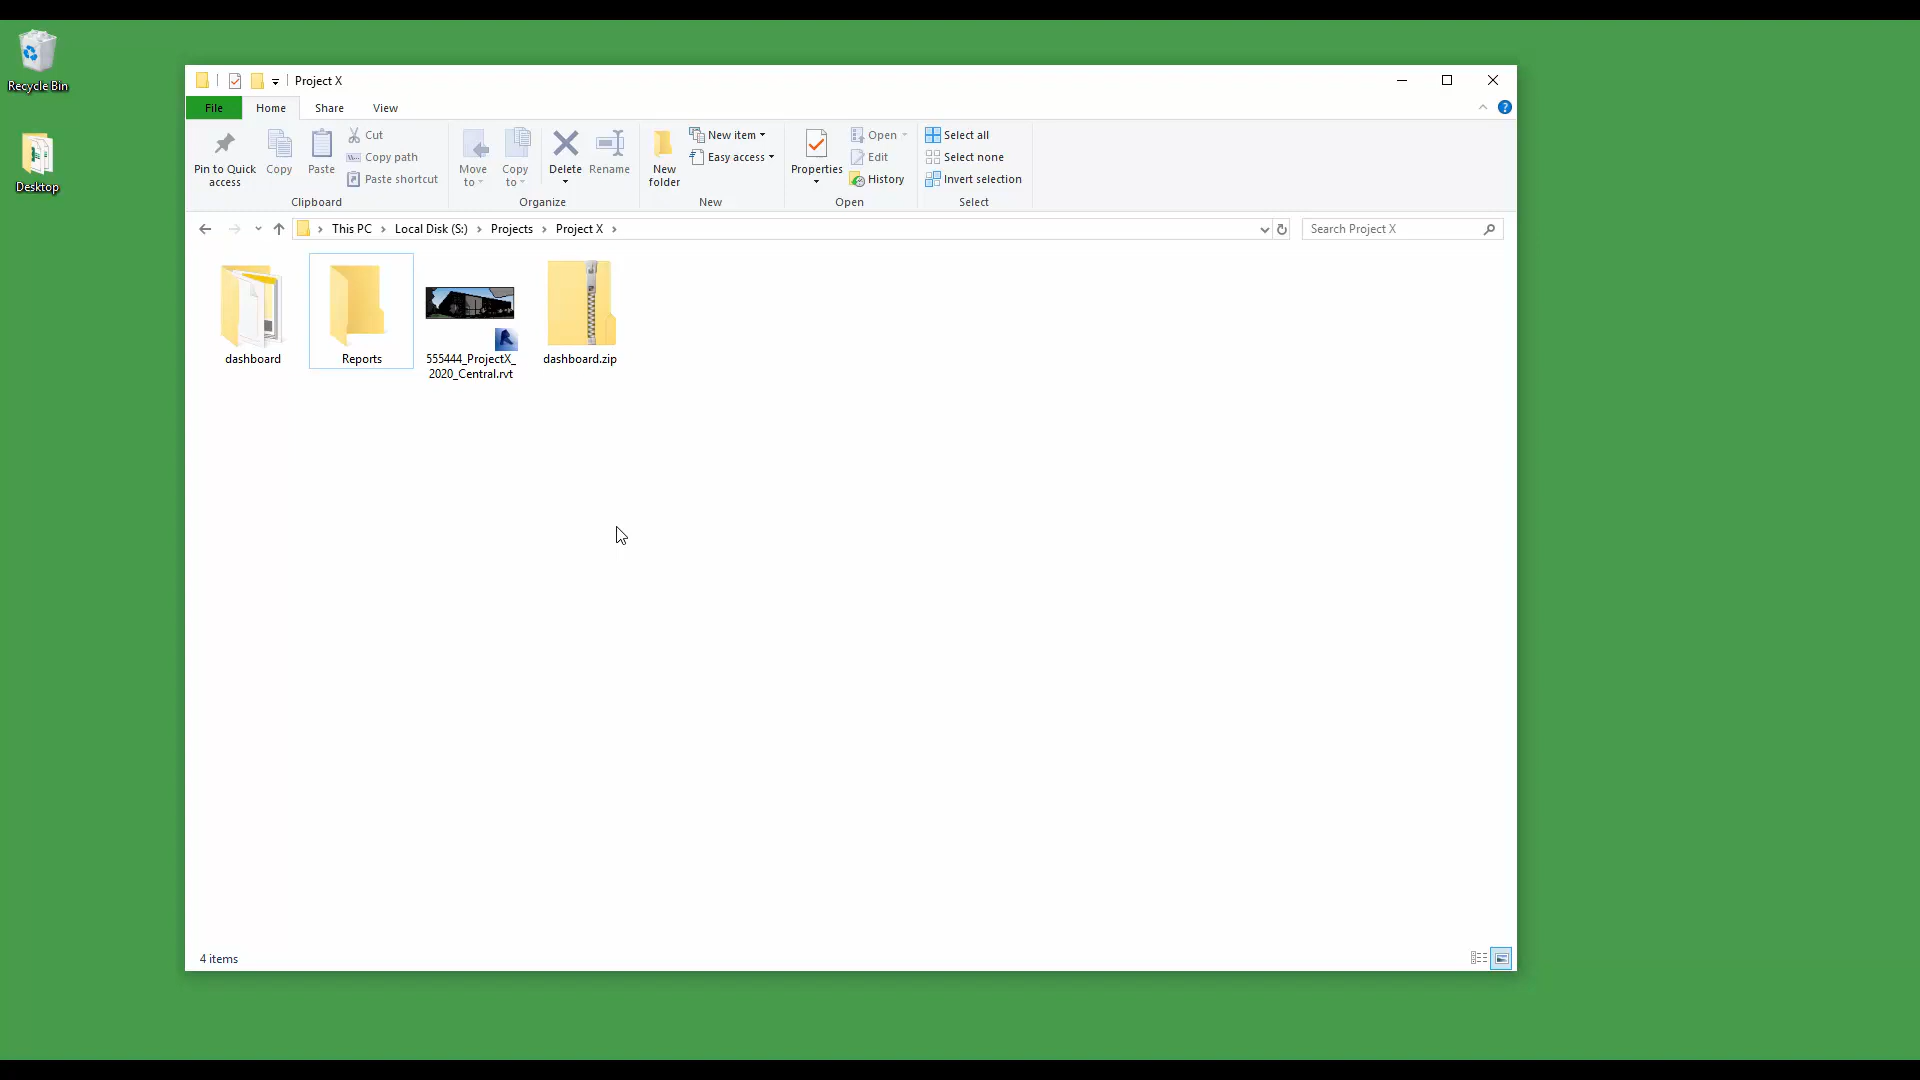 Recycle Bin
Desktop
Project X
File Home Share View
Pin to Quick access
Copy
Paste
Cut
Copy path
Paste shortcut
Clipboard
Move to
Copy to
Delete
Rename
Organize
New folder
New item
Easy access
New
Properties
Open
Edit
History
Open
Select all
Select none
Invert selection
Select
This PC > Local Disk (S:) > Projects > Project X >
Search Project X
dashboard
Reports
555444_ProjectX_
2020_Central.rvt
dashboard.zip
4 items